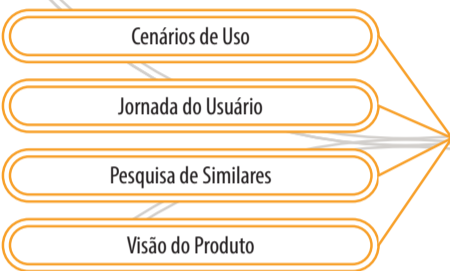 Cenários de Uso
Jornada do Usuário
Pesquisa de Similares
Visão do Produto